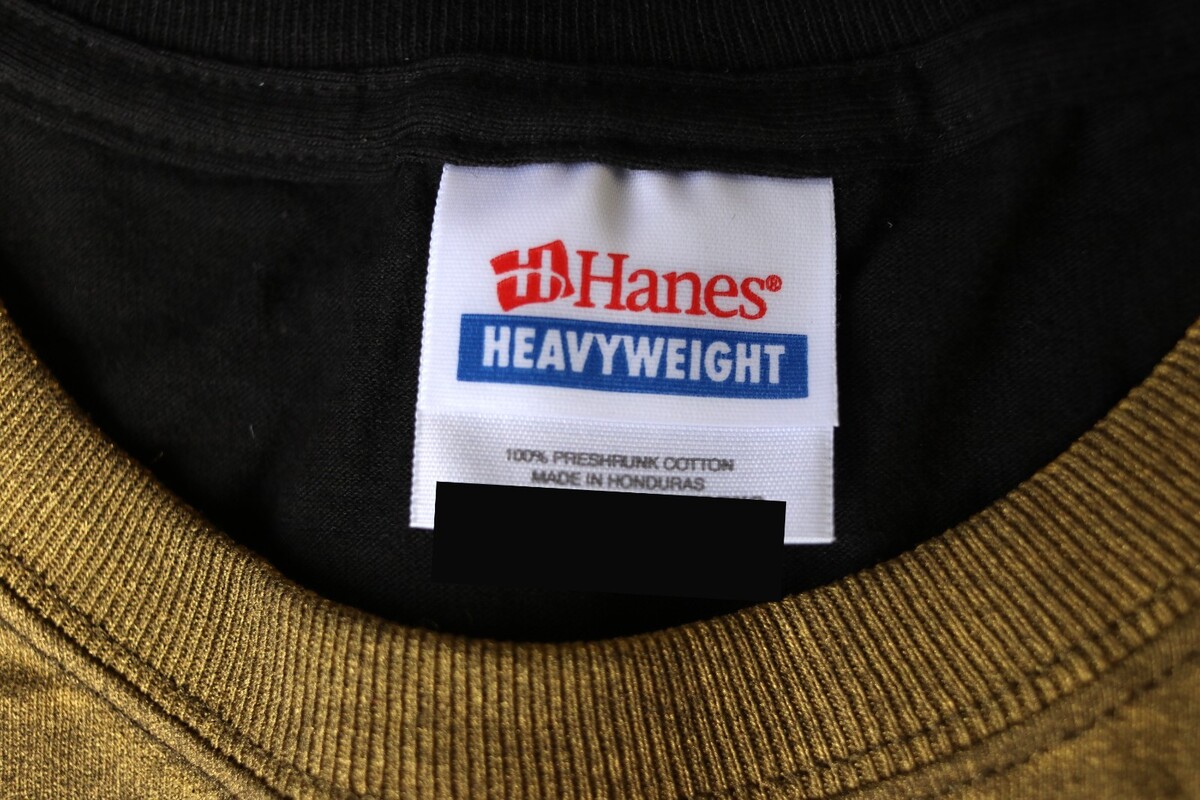 Hanes®
HEAVYWEIGHT
100% PRESHRUNK COTTON
MADE IN HONDURAS